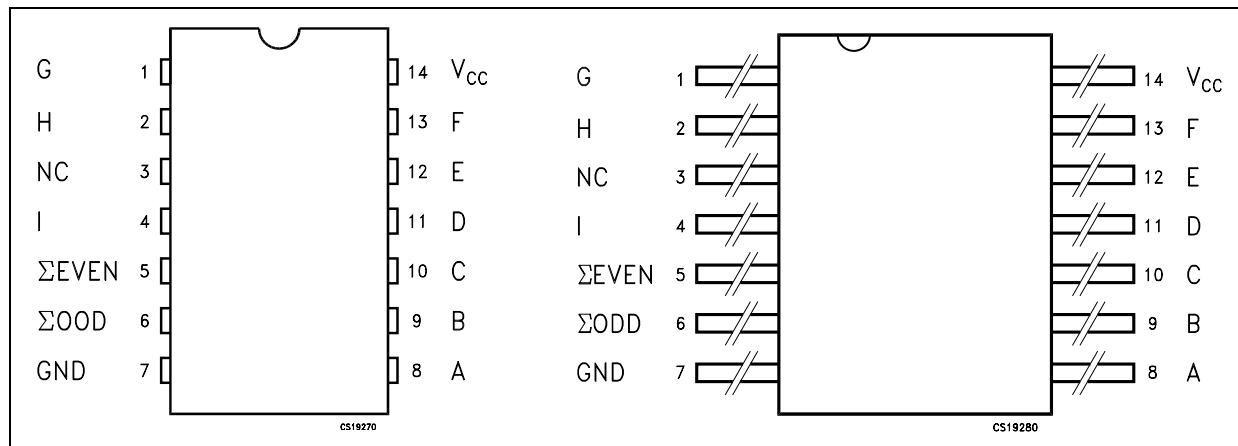 G 1 14 VCC
H 2 13 F
NC 3 12 E
I 4 11 D
ΣEVEN 5 10 C
ΣOOD 6 9 B
GND 7 8 A
CS19270
G 1 14 VCC
H 2 13 F
NC 3 12 E
I 4 11 D
ΣEVEN 5 10 C
ΣODD 6 9 B
GND 7 8 A
CS19280